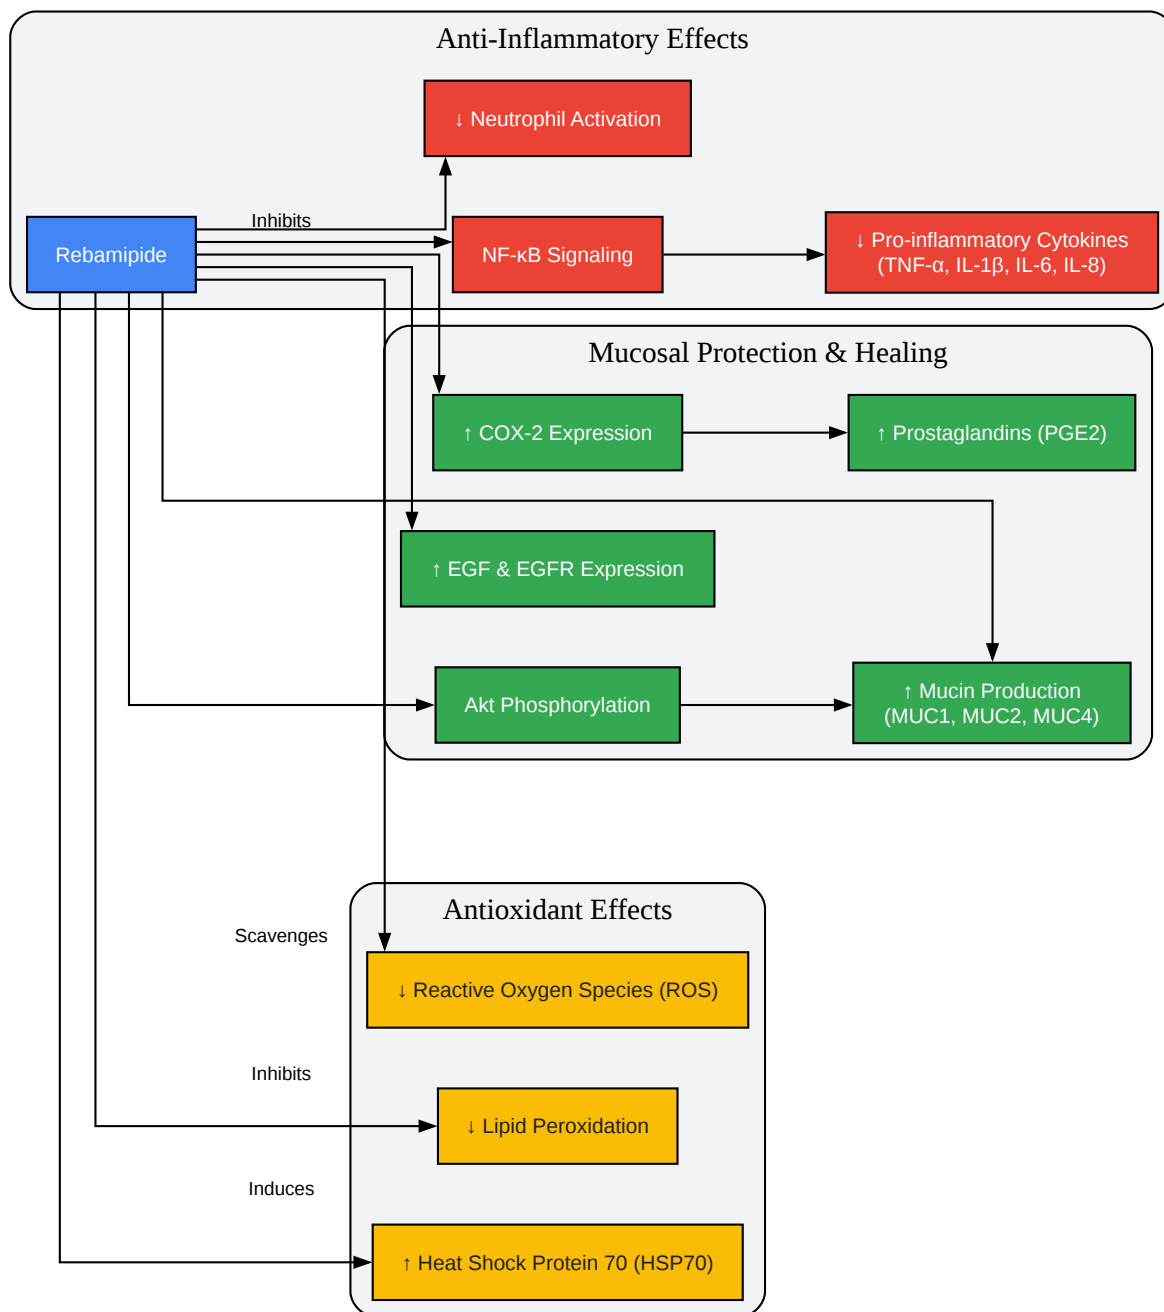 Anti-Inflammatory Effects
↓ Neutrophil Activation
Inhibits
Rebamipide
NF-κB Signaling
↓ Pro-inflammatory Cytokines
(TNF-α, IL-1β, IL-6, IL-8)
Mucosal Protection & Healing
↑ COX-2 Expression
↑ Prostaglandins (PGE2)
↑ EGF & EGFR Expression
Akt Phosphorylation
↑ Mucin Production
(MUC1, MUC2, MUC4)
Antioxidant Effects
Scavenges
↓ Reactive Oxygen Species (ROS)
Inhibits
↓ Lipid Peroxidation
Induces
↑ Heat Shock Protein 70 (HSP70)